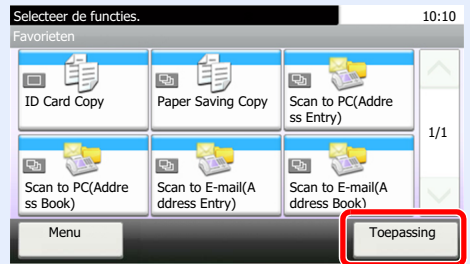 Selecteer de functies. 10:10
Favorieten
ID Card Copy
Paper Saving Copy
Scan to PC(Addre
ss Entry)
1/1
Scan to PC(Addre
ss Book)
Scan to E-mail(A
ddress Entry)
Scan to E-mail(A
ddress Book)
Menu
Toepassing